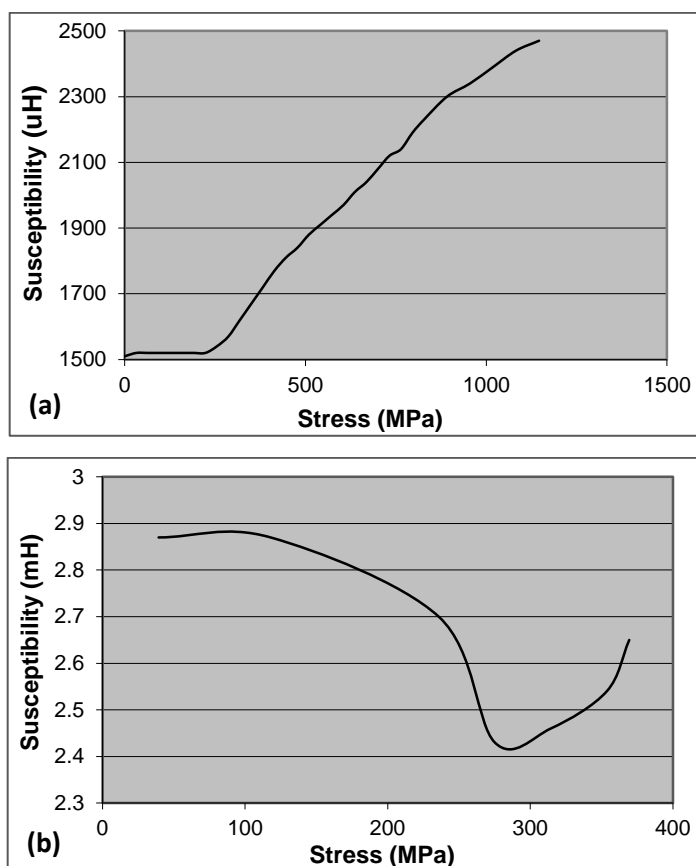 2500
2300
2100
1900
1700
1500
Susceptibility (uH)
0 500 1000 1500
(a)
Stress (MPa)
3
2.9
2.8
2.7
2.6
2.5
2.4
2.3
Susceptibility (mH)
0 100 200 300 400
(b)
Stress (MPa)